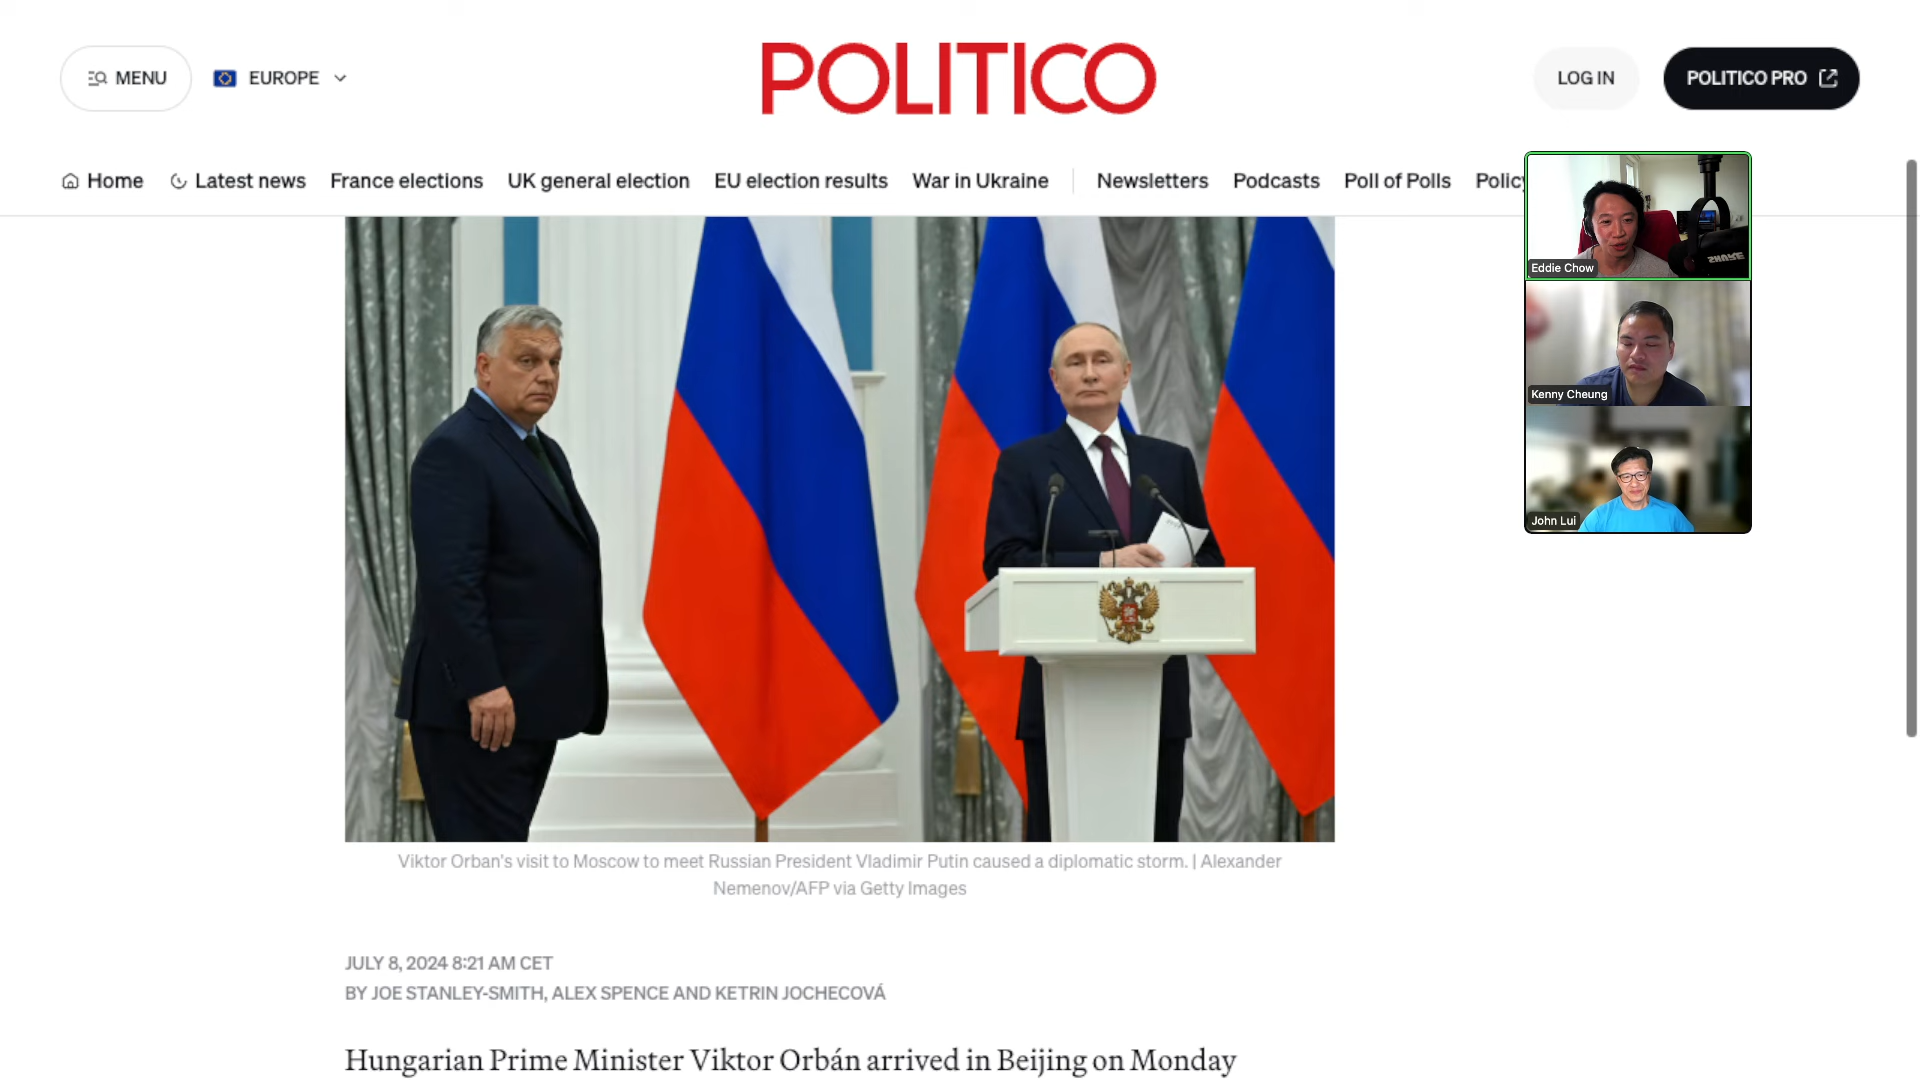 POLITICO
MENU
EUROPE
LOG IN
POLITICO PRO
Home
Latest news
France elections
UK general election
EU election results
War in Ukraine
Newsletters
Podcasts
Poll of Polls
Policy
SHURE
Eddie Chow
Kenny Cheung
John Lui
Viktor Orban's visit to Moscow to meet Russian President Vladimir Putin caused a diplomatic storm. | Alexander
Nemenov/AFP via Getty Images
JULY 8, 2024 8:21 AM CET
BY JOE STANLEY-SMITH, ALEX SPENCE AND KETRIN JOCHECOVÁ
Hungarian Prime Minister Viktor Orbán arrived in Beijing on Monday